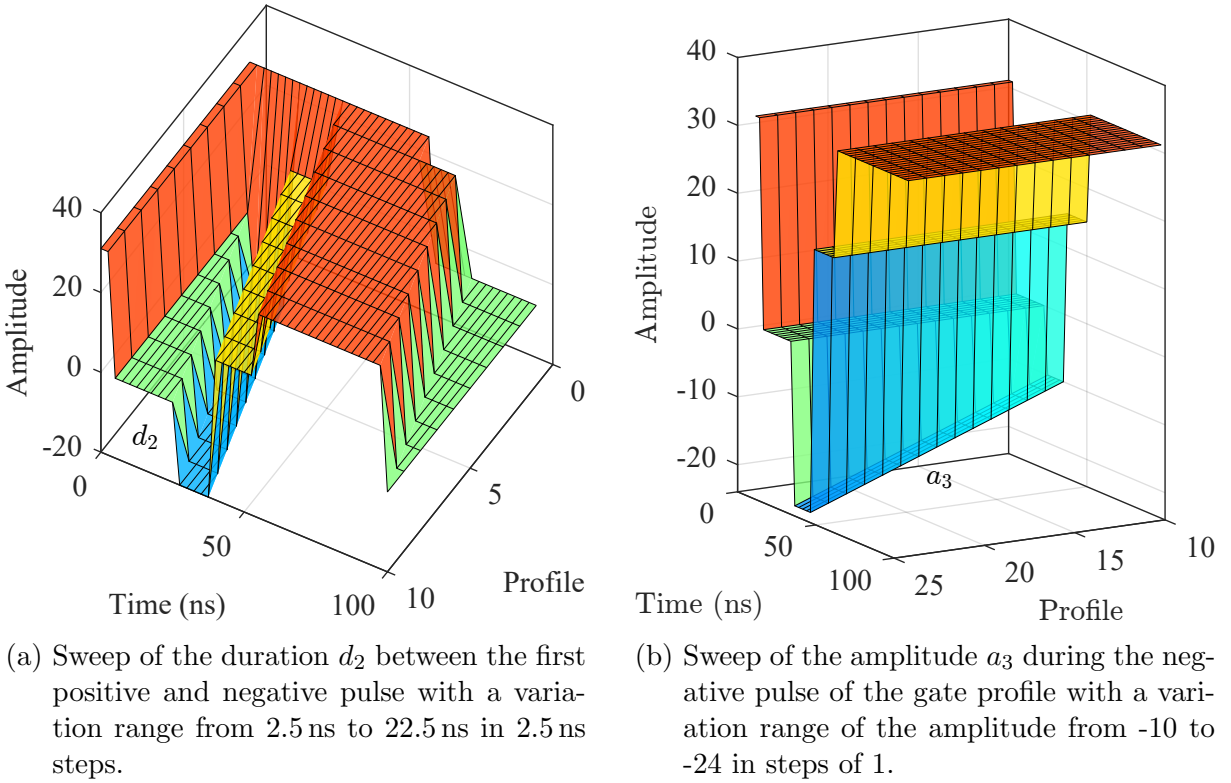 40
20
0
-20
Amplitude
d2
0
50
100
Time (ns)
10
5
0
Profile
40
30
20
10
0
-10
-20
Amplitude
a3
0
50
100
Time (ns)
25
20
15
10
Profile
(a) Sweep of the duration d2 between the first
positive and negative pulse with a varia-
tion range from 2.5 ns to 22.5 ns in 2.5 ns
steps.
(b) Sweep of the amplitude a3 during the neg-
ative pulse of the gate profile with a vari-
ation range of the amplitude from -10 to
-24 in steps of 1.